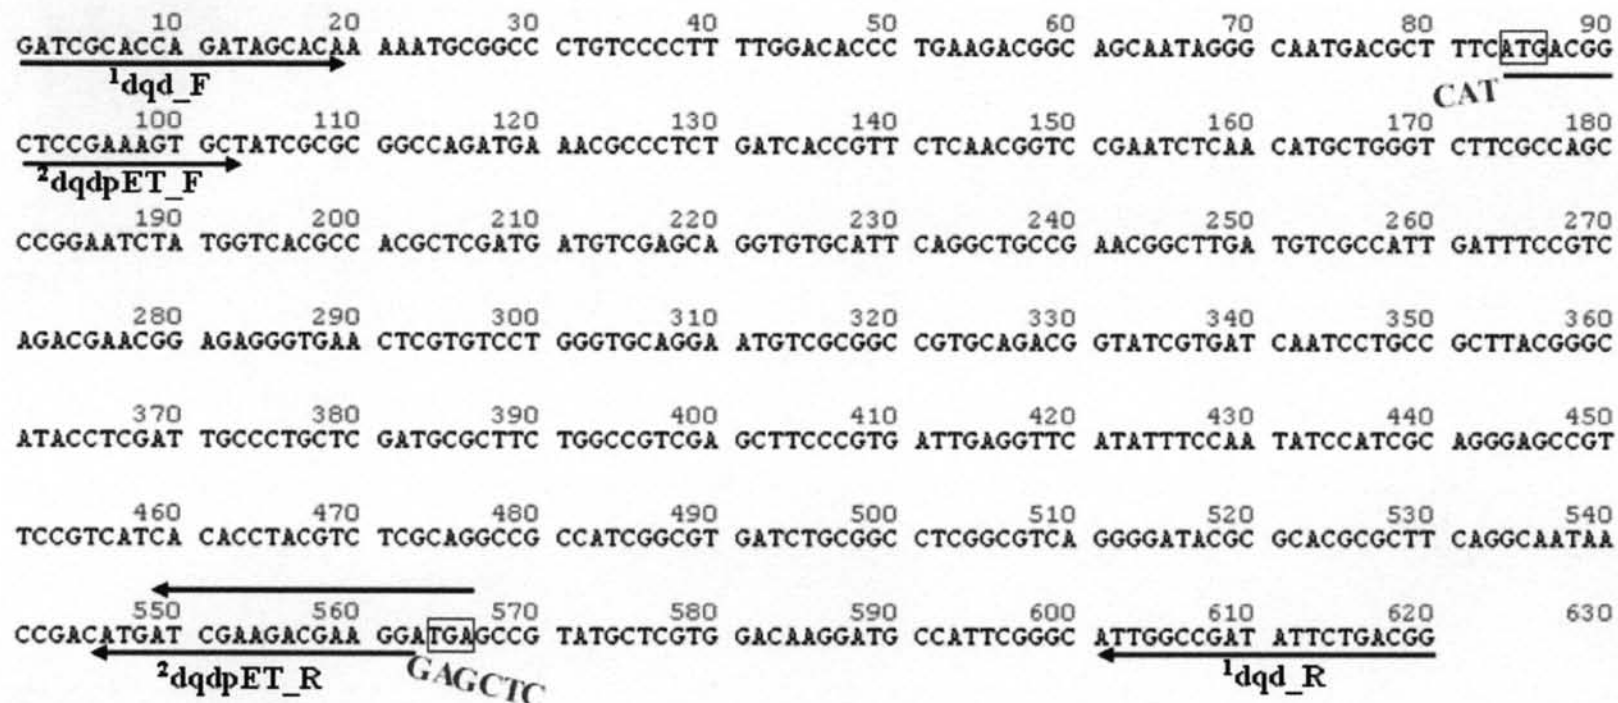 10 20 30 40 50 60 70 80 90
GATCGCACCA GATAGCACAA AAATGCGGCC CTGTCCCCTT TTGGACACCC TGAAGACGGC AGCAATAGGG CAATGACGCT TTCATGACGG
1dqd_F
CAT
100 110 120 130 140 150 160 170 180
CTCCGAAAGT GCTATCGCGC GGCCAGATGA AACGCCCTCT GATCACCGTT CTCAACGGTC CGAATCTCAA CATGCTGGGT CTTCGCCAGC
2dqdpET_F
190 200 210 220 230 240 250 260 270
CCGGAATCTA TGGTCACGCC ACGCTCGATG ATGTCGAGCA GGTGTGCATT CAGGCTGCCG AACGGCTTGA TGTCGCCATT GATTTCCGTC
280 290 300 310 320 330 340 350 360
AGACGAACGG AGAGGGTGAA CTCGTGTCCT GGGTGCAGGA ATGTCGCGGC CGTGCAGACG GTATCGTGAT CAATCCTGCC GCTTACGGGC
370 380 390 400 410 420 430 440 450
ATACCTCGAT TGCCCTGCTC GATGCGCTTC TGGCCGTCGA GCTTCCCGTG ATTGAGGTTC ATATTTCCAA TATCCATCGC AGGGAGCCGT
460 470 480 490 500 510 520 530 540
TCCGTCATCA CACCTACGTC TCGCAGGCCG CCATCGGCGT GATCTGCGGC CTCGGCGTCA GGGGATACGC GCACGCGCTT CAGGCAATAA
550 560 570 580 590 600 610 620 630
CCGACATGAT CGAAGACGAA GGATGAGCCG TATGCTCGTG GACAAGGATG CCATTCGGGC ATTGGCCGAT ATTCTGACGG
2dqdpET_R
GAGCTC
1dqd_R